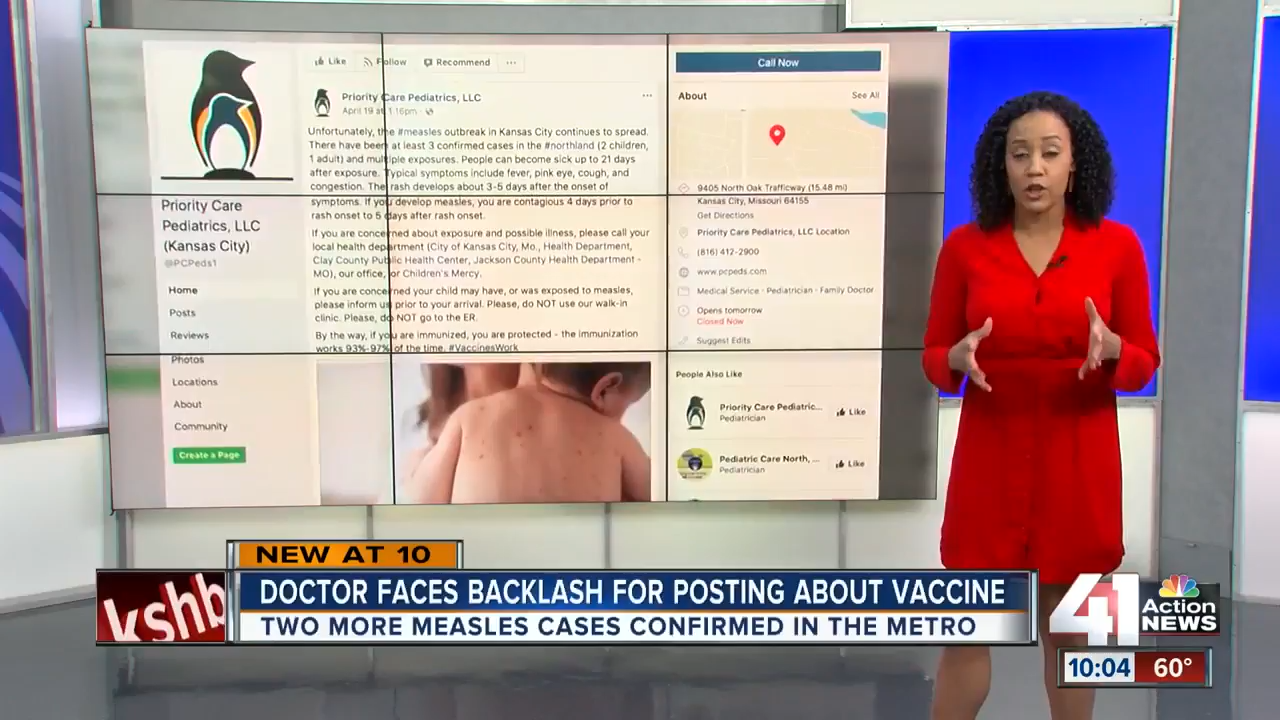 Like
Follow
Recommend
Priority Care Pediatrics, LLC
April 19 at 1:16pm
Unfortunately, the #measles outbreak in Kansas City continues to spread.
There have been at least 3 confirmed cases in the #northland (2 children,
1 adult) and multiple exposures. People can become sick up to 21 days
after exposure. Typical symptoms include fever, pink eye, cough, and
congestion. The rash develops about 3-5 days after the onset of
symptoms. If you develop measles, you are contagious 4 days prior to
rash onset to 5 days after rash onset.
If you are concerned about exposure and possible illness, please call your
local health department (City of Kansas City, Mo., Health Department,
Clay County Public Health Center, Jackson County Health Department -
MO), our office, or Children's Mercy.
If you are concerned your child may have, or was exposed to measles,
please inform us prior to your arrival. Please, do NOT use our walk-in
clinic. Please, do NOT go to the ER.
By the way, if you are immunized, you are protected - the immunization
works 93%-97% of the time. #VaccinesWork
Priority Care
Pediatrics, LLC
(Kansas City)
@PCPeds1
Home
Posts
Reviews
Photos
Locations
About
Community
Create a Page
Call Now
About
See All
9405 North Oak Trafficway (15.48 mi)
Kansas City, Missouri 64155
Get Directions
Priority Care Pediatrics, LLC Location
(816) 412-2900
www.pcpeds.com
Medical Service · Pediatrician · Family Doctor
Opens tomorrow
Closed Now
Suggest Edits
People Also Like
Priority Care Pediatric...
Pediatrician
Like
Pediatric Care North, ...
Pediatrician
Like
NEW AT 10
kshb
DOCTOR FACES BACKLASH FOR POSTING ABOUT VACCINE
TWO MORE MEASLES CASES CONFIRMED IN THE METRO
41
Action
NEWS
10:04 60°